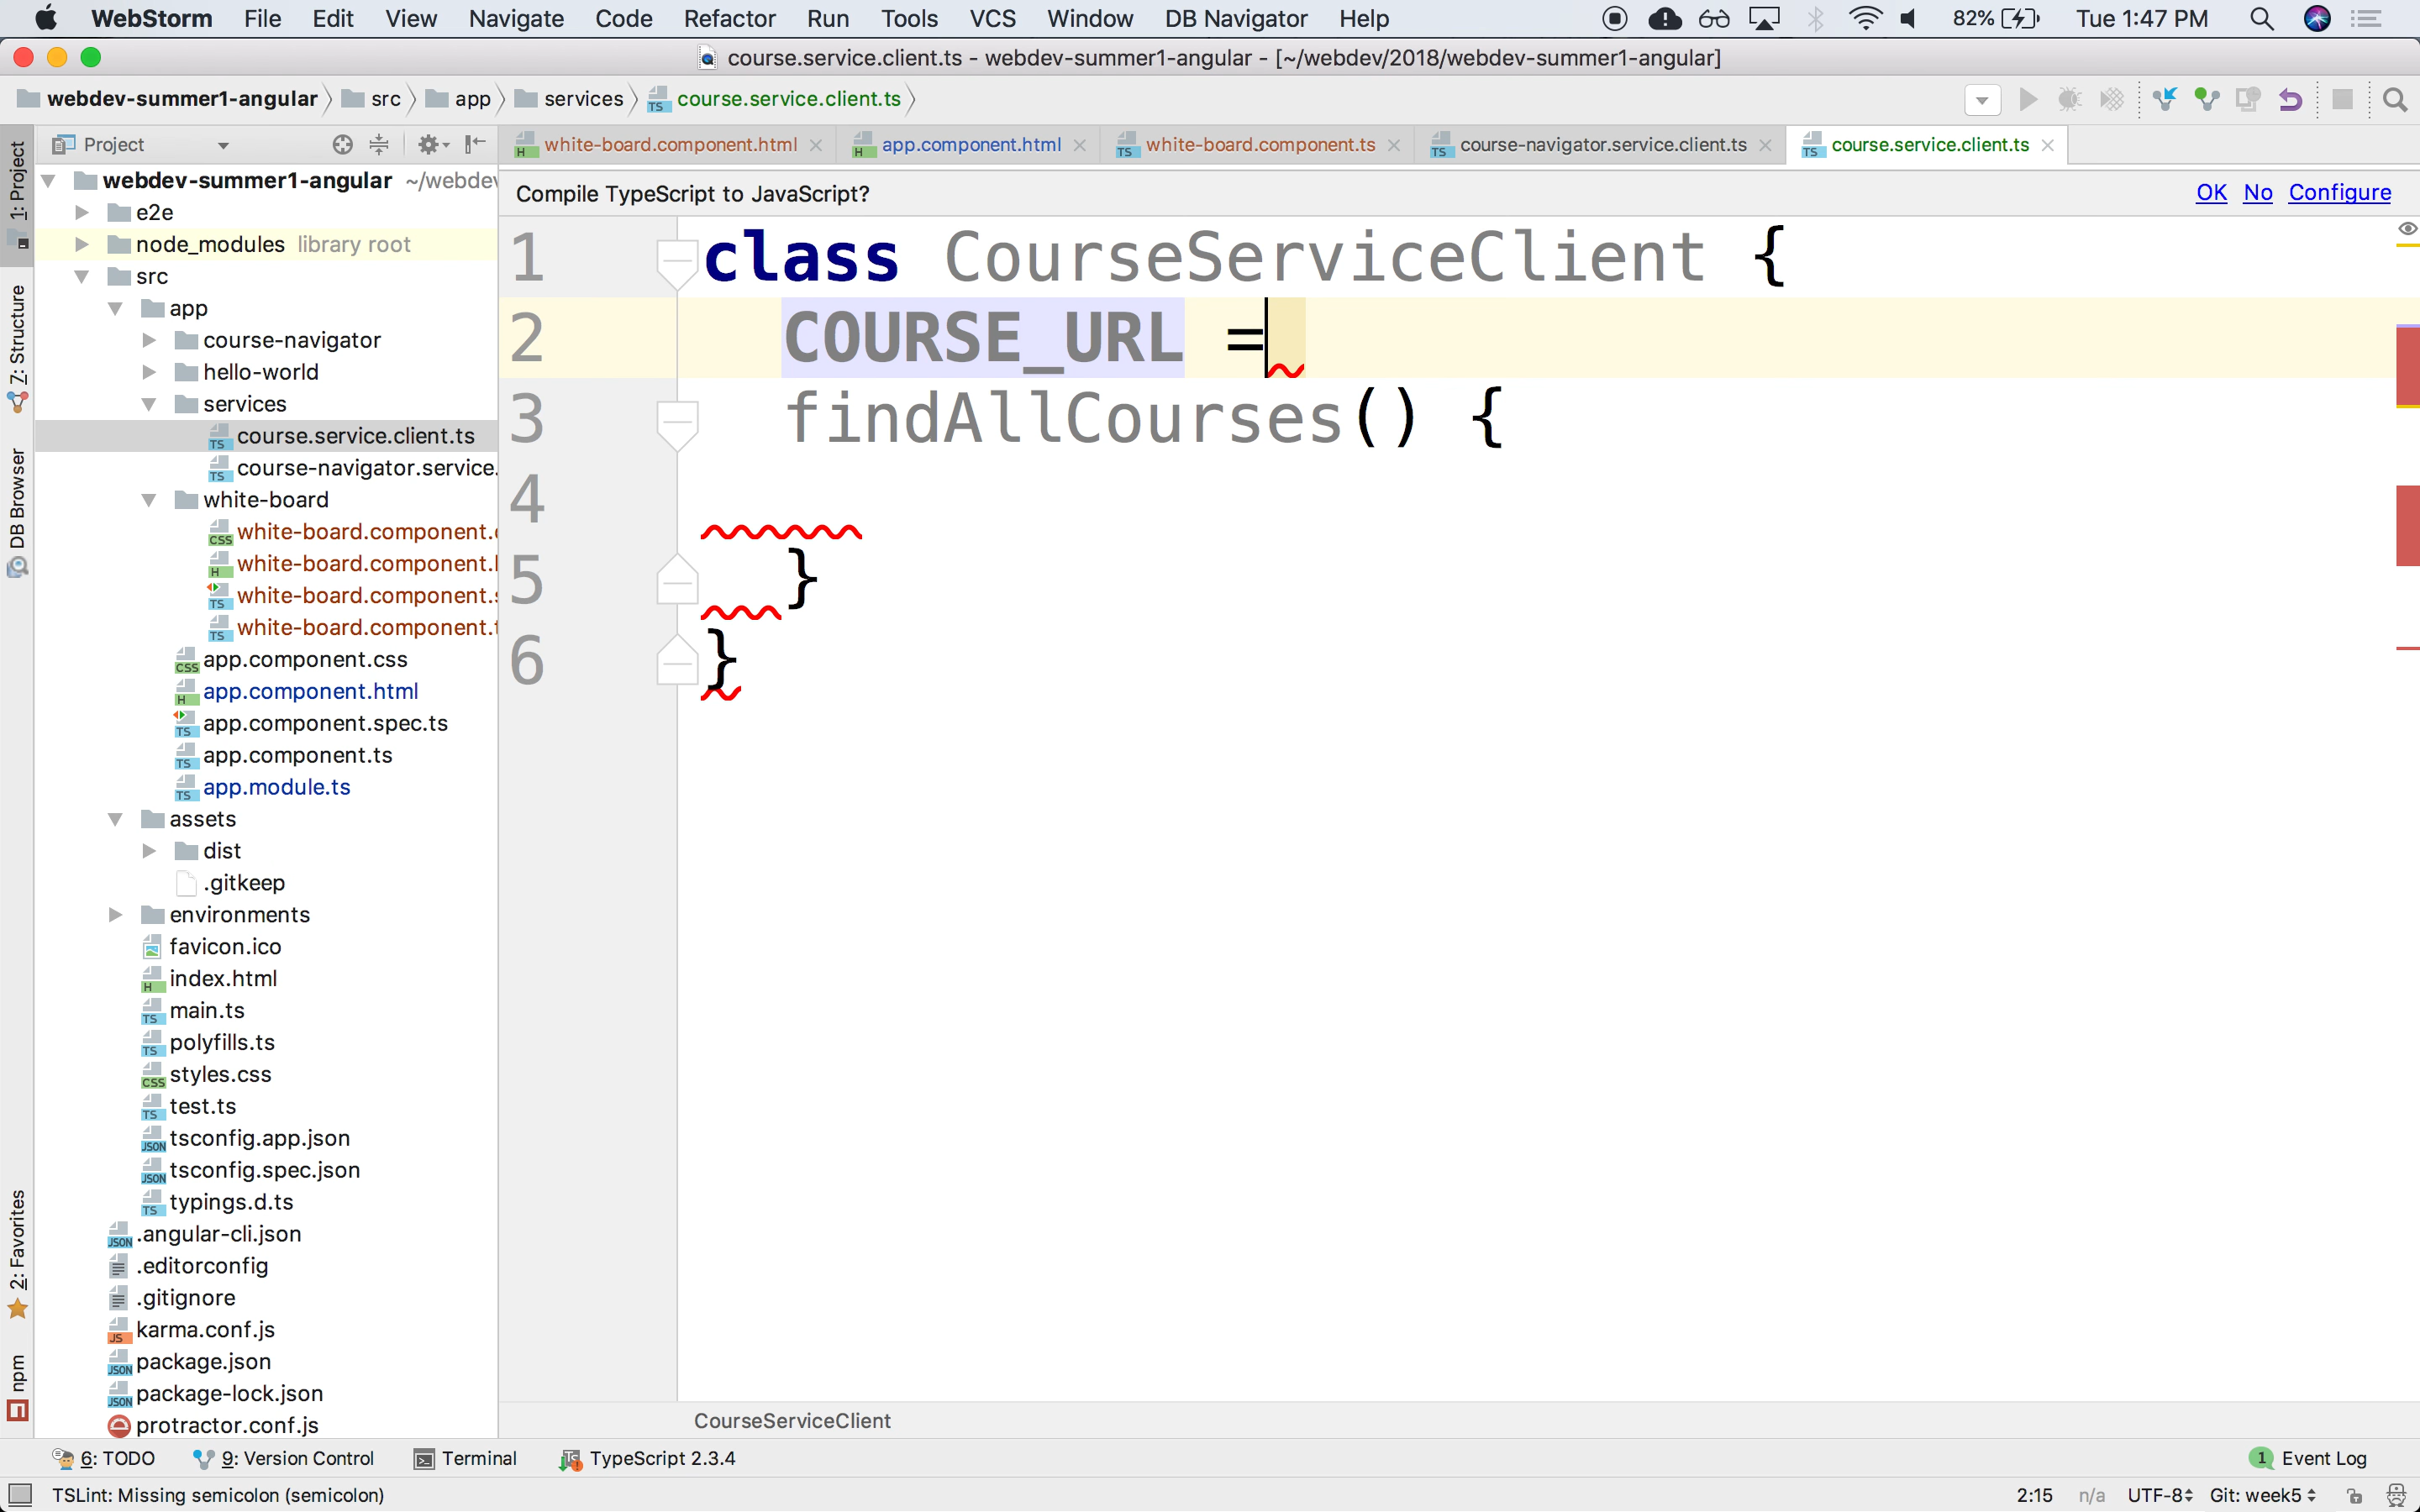 WebStorm File Edit View Navigate Code Refactor Run Tools VCS Window DB Navigator Help 82% Tue 1:47 PM
course.service.client.ts - webdev-summer1-angular - [~/webdev/2018/webdev-summer1-angular]
webdev-summer1-angular src app services course.service.client.ts
Project
white-board.component.html app.component.html white-board.component.ts course-navigator.service.client.ts course.service.client.ts
Compile TypeScript to JavaScript? OK No Configure
1: Project
Z: Structure
DB Browser
2: Favorites
npm
webdev-summer1-angular ~/webdev
e2e
node_modules library root
src
app
course-navigator
hello-world
services
course.service.client.ts
course-navigator.service.
white-board
white-board.component.
white-board.component.
white-board.component.
white-board.component.
app.component.css
app.component.html
app.component.spec.ts
app.component.ts
app.module.ts
assets
dist
.gitkeep
environments
favicon.ico
index.html
main.ts
polyfills.ts
styles.css
test.ts
tsconfig.app.json
tsconfig.spec.json
typings.d.ts
.angular-cli.json
.editorconfig
.gitignore
karma.conf.js
package.json
package-lock.json
protractor.conf.js
1 class CourseServiceClient {
2 COURSE_URL =
3 findAllCourses() {
4
5 }
6 }
CourseServiceClient
6: TODO 9: Version Control Terminal TypeScript 2.3.4 1 Event Log
TSLint: Missing semicolon (semicolon) 2:15 n/a UTF-8 Git: week5